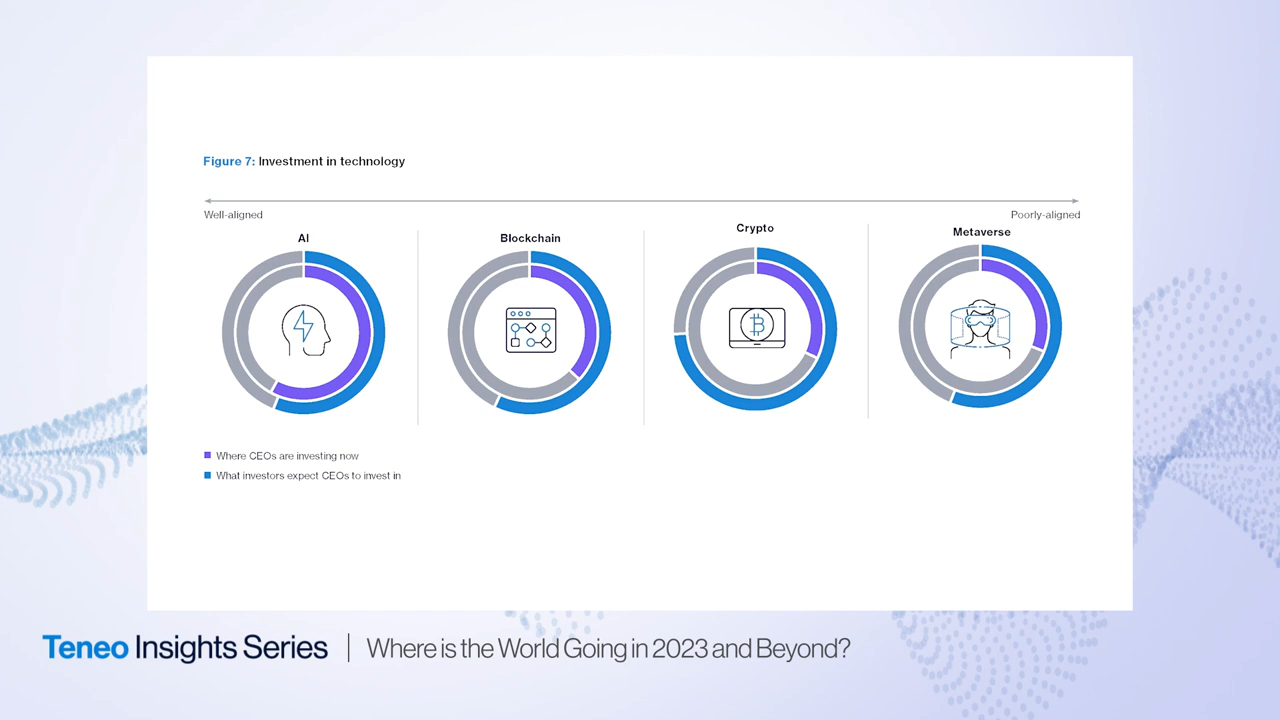 Figure 7: Investment in technology
Well-aligned
Poorly-aligned
AI
Blockchain
Crypto
Metaverse
Where CEOs are investing now
What investors expect CEOs to invest in
Teneo Insights Series | Where is the World Going in 2023 and Beyond?